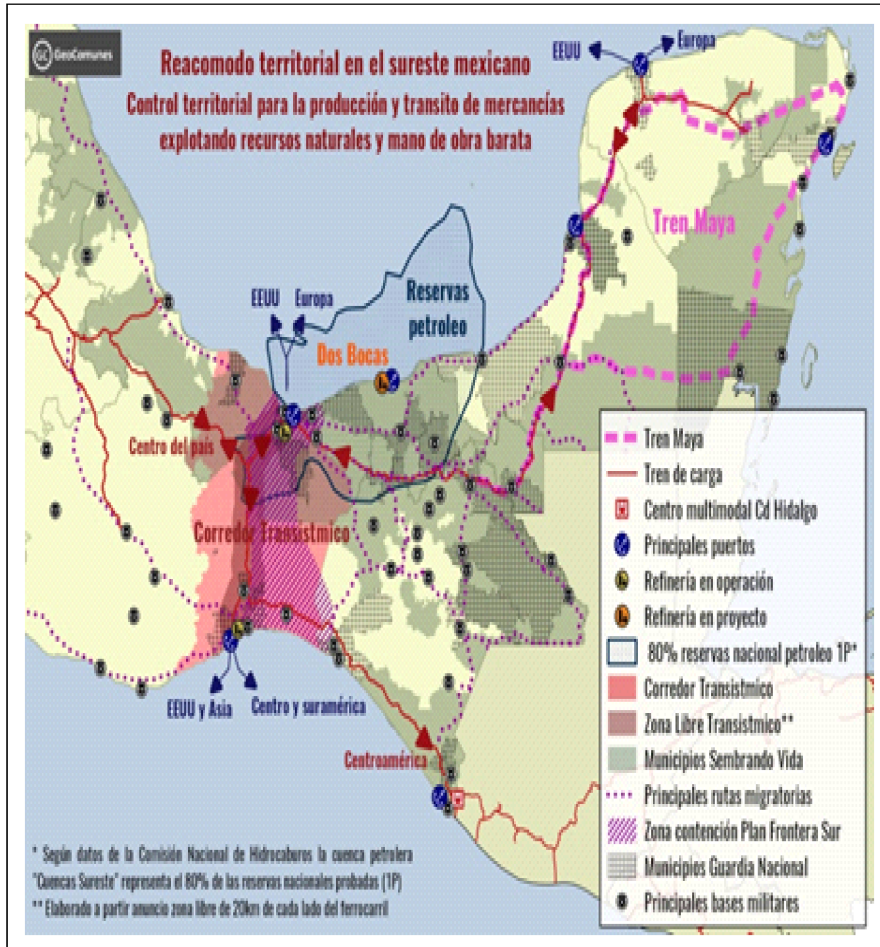 GC GeoComunes
Reacomodo territorial en el sureste mexicano
Control territorial para la producción y transito de mercancías
explotando recursos naturales y mano de obra barata
EEUU
Europa
Tren Maya
EEUU
Europa
Reservas
petroleo
Dos Bocas
Centro del país
Corredor Transístmico
EEUU y Asia
Centro y suramérica
Centroamérica
Tren Maya
Tren de carga
Centro multimodal Cd Hidalgo
Principales puertos
Refinería en operación
Refinería en proyecto
80% reservas nacional petroleo 1P*
Corredor Transístmico
Zona Libre Transístmico**
Municipios Sembrando Vida
Principales rutas migratorias
Zona contención Plan Frontera Sur
Municipios Guardia Nacional
Principales bases militares
* Según datos de la Comisión Nacional de Hidrocaburos la cuenca petrolera
"Cuencas Sureste" representa el 80% de las reservas nacionales probadas (1P)
** Elaborado a partir anuncio zona libre de 20km de cada lado del ferrocarril